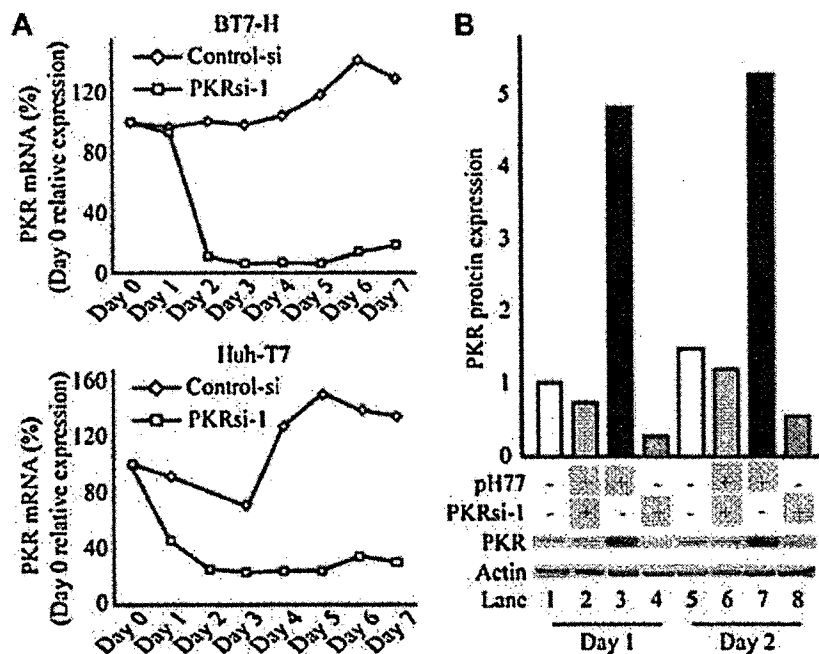 A
BT7-H
PKR mRNA (%)
(Day 0 relative expression)
120
80
40
0
Control-si
PKRsi-1
Day 0
Day 1
Day 2
Day 3
Day 4
Day 5
Day 6
Day 7
Huh-T7
PKR mRNA (%)
(Day 0 relative expression)
160
120
80
40
0
Control-si
PKRsi-1
Day 0
Day 1
Day 2
Day 3
Day 4
Day 5
Day 6
Day 7
B
PKR protein expression
5
4
3
2
1
0
pH77 - + + - - + + -
PKRsi-1 - + - + - + - +
PKR
Actin
Lane 1 2 3 4 5 6 7 8
Day 1 Day 2